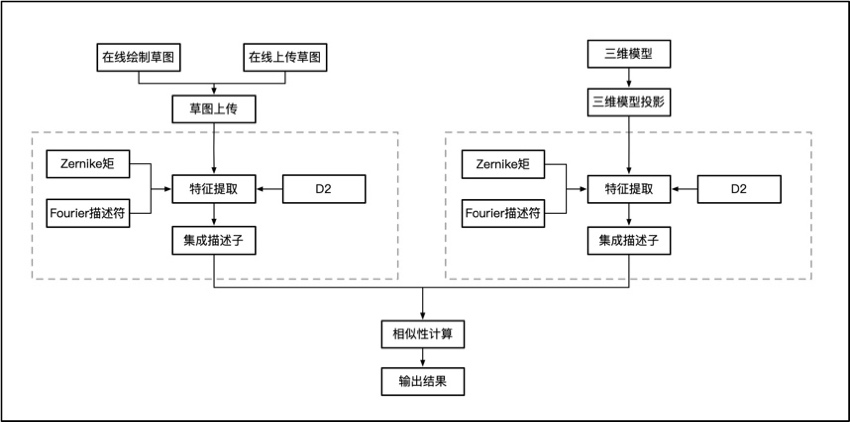 在线绘制草图
在线上传草图
草图上传
Zernike矩
Fourier描述符
特征提取
D2
集成描述子
三维模型
三维模型投影
Zernike矩
Fourier描述符
特征提取
D2
集成描述子
相似性计算
输出结果